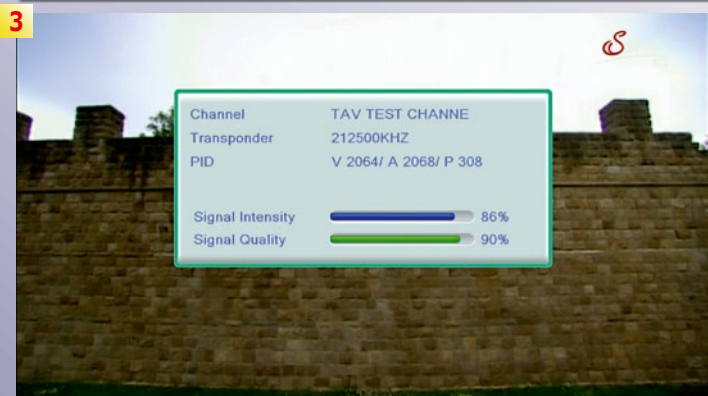 3
S
Channel TAV TEST CHANNE
Transponder 212500KHZ
PID V 2064/ A 2068/ P 308
Signal Intensity 86%
Signal Quality 90%